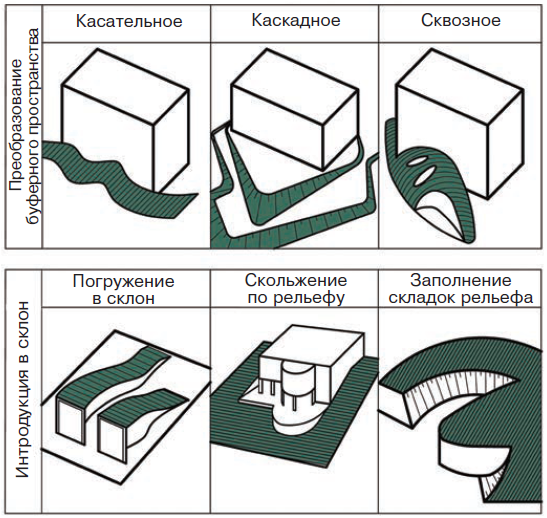 Преобразование
буферного пространства
Касательное
Каскадное
Сквозное
Интродукция в склон
Погружение
в склон
Скольжение
по рельефу
Заполнение
складок рельефа